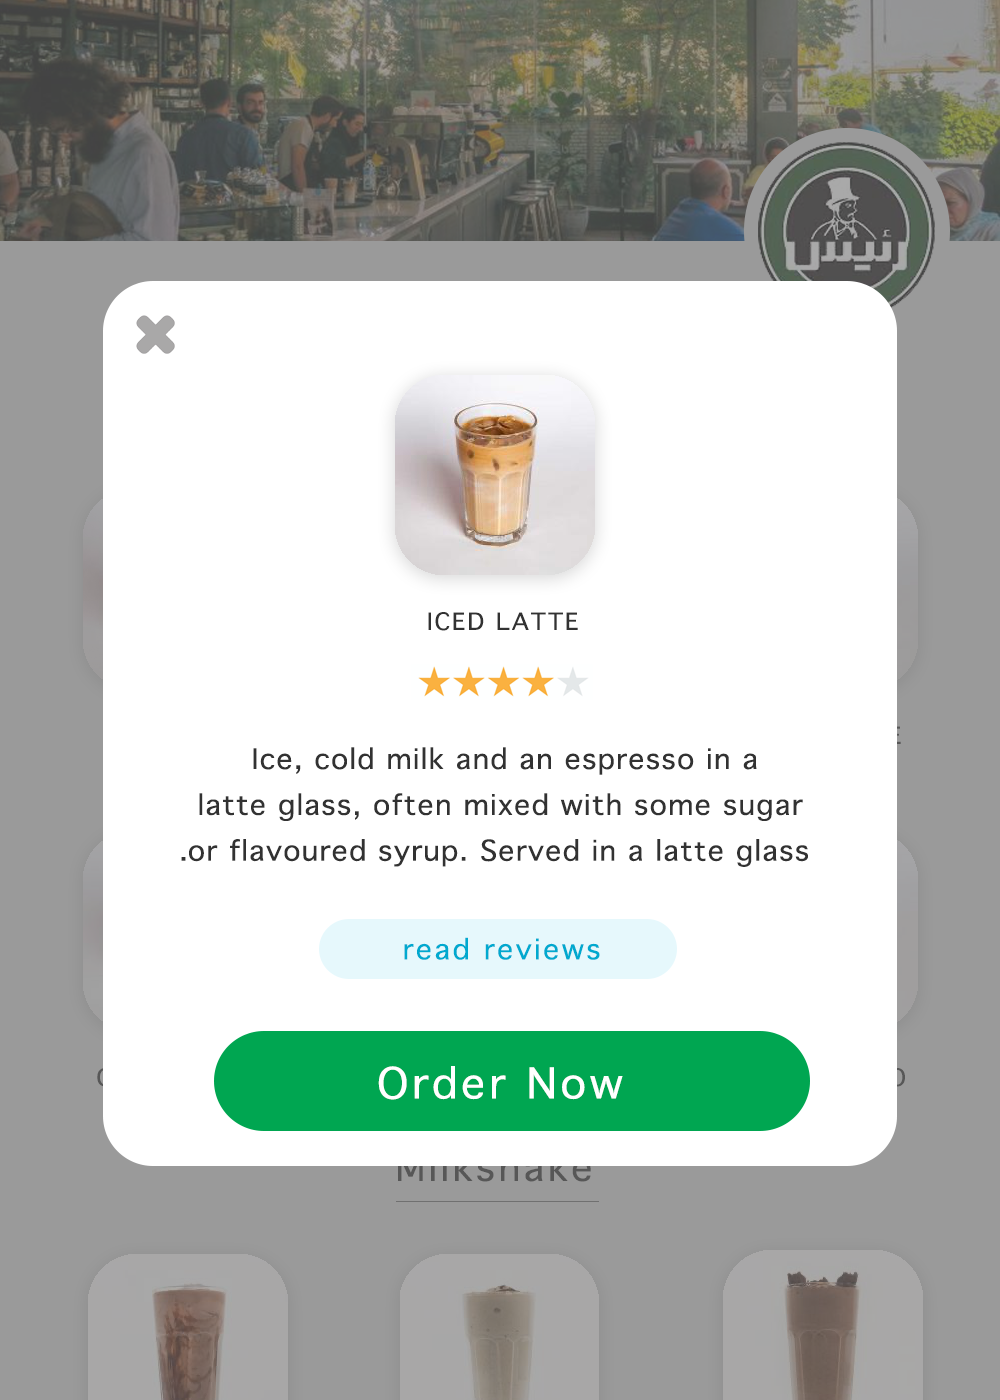 رئیس
ICED LATTE
Ice, cold milk and an espresso in a
latte glass, often mixed with some sugar
.or flavoured syrup. Served in a latte glass
read reviews
Order Now
Milkshake